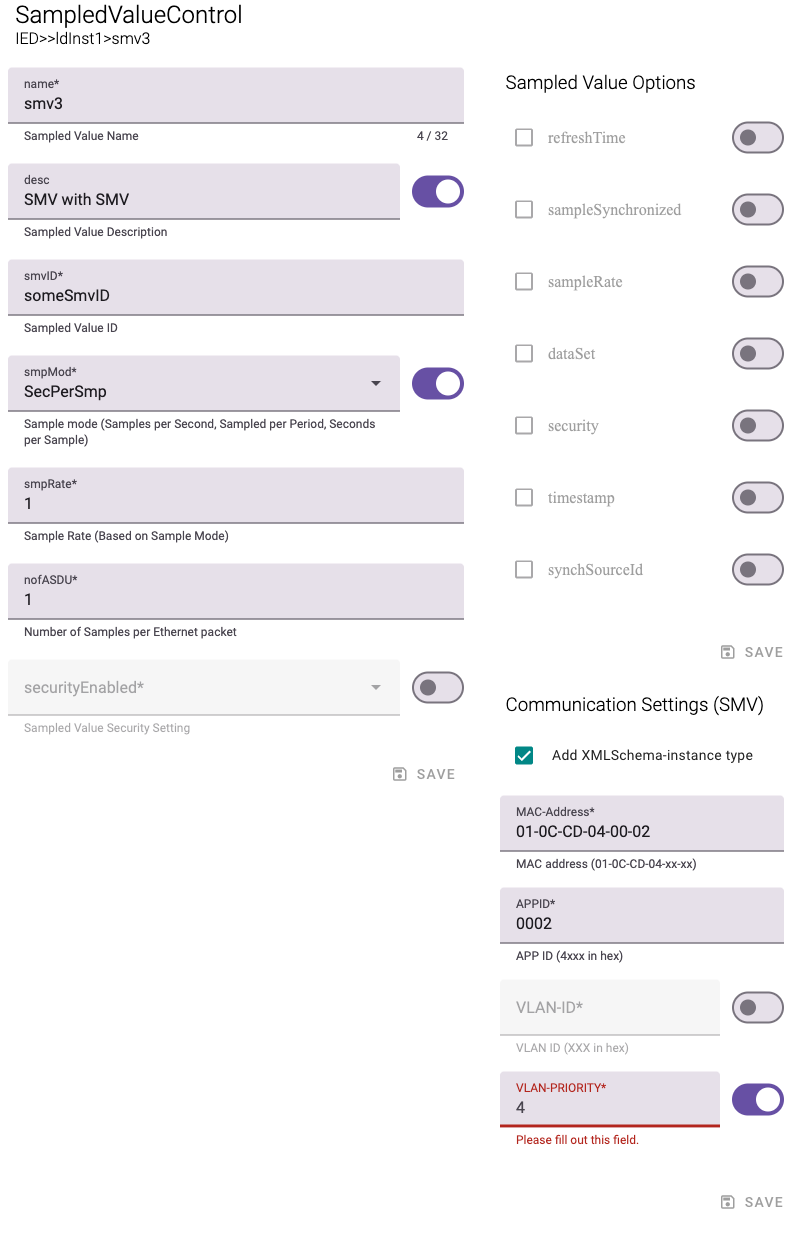 SampledValueControl
IED>>ldInst1>smv3
name*
smv3
Sampled Value Name
4 / 32
desc
SMV with SMV
Sampled Value Description
smvID*
someSmvID
Sampled Value ID
smpMod*
SecPerSmp
Sample mode (Samples per Second, Sampled per Period, Seconds
per Sample)
smpRate*
1
Sample Rate (Based on Sample Mode)
nofASDU*
1
Number of Samples per Ethernet packet
securityEnabled*
Sampled Value Security Setting
SAVE
Sampled Value Options
refreshTime
sampleSynchronized
sampleRate
dataSet
security
timestamp
synchSourceId
SAVE
Communication Settings (SMV)
Add XMLSchema-instance type
MAC-Address*
01-0C-CD-04-00-02
MAC address (01-0C-CD-04-xx-xx)
APPID*
0002
APP ID (4xxx in hex)
VLAN-ID*
VLAN ID (XXX in hex)
VLAN-PRIORITY*
4
Please fill out this field.
SAVE